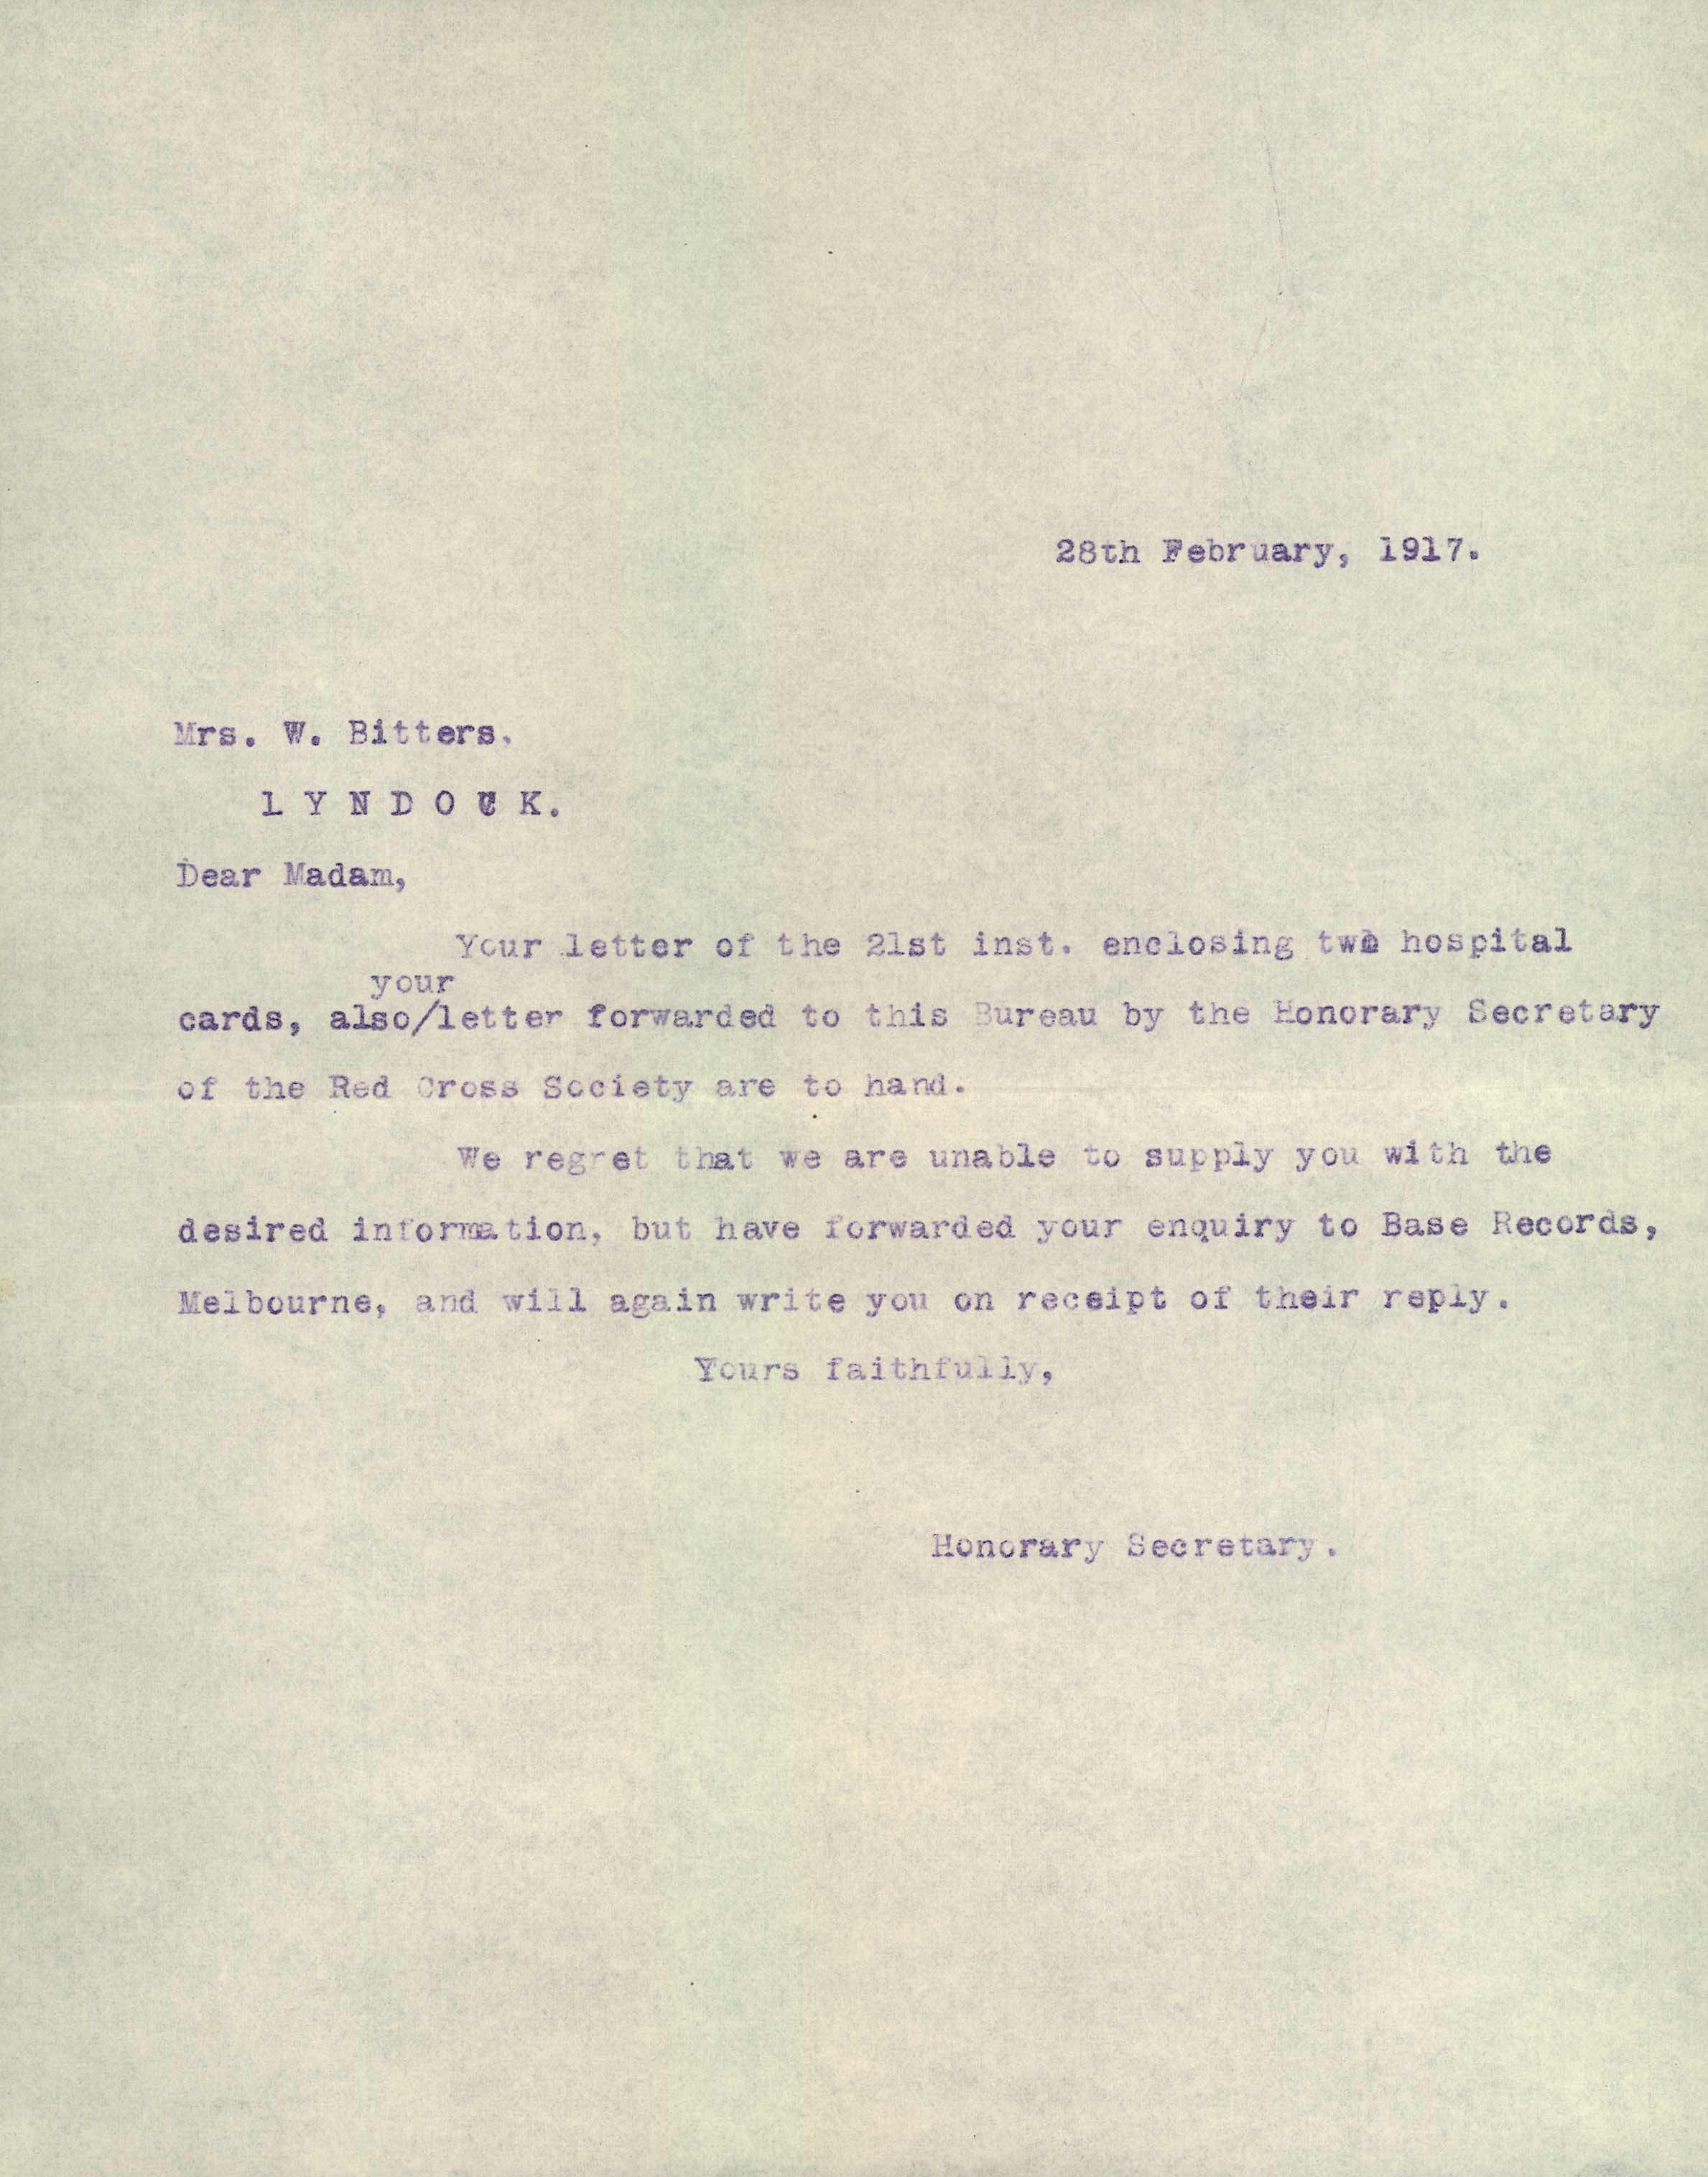 28th February, 1917.
Mrs. W. Bitters.
LYNDOCK.
Dear Madam,
Your letter of the 21st inst. enclosing two hospital
your
cards, also/letter forwarded to this Bureau by the Honorary Secretary
of the Red Cross Society are to hand.
We regret that we are unable to supply you with the
desired information, but have forwarded your enquiry to Base Records,
Melbourne, and will again write you on receipt of their reply.
Yours faithfully,
Honorary Secretary.